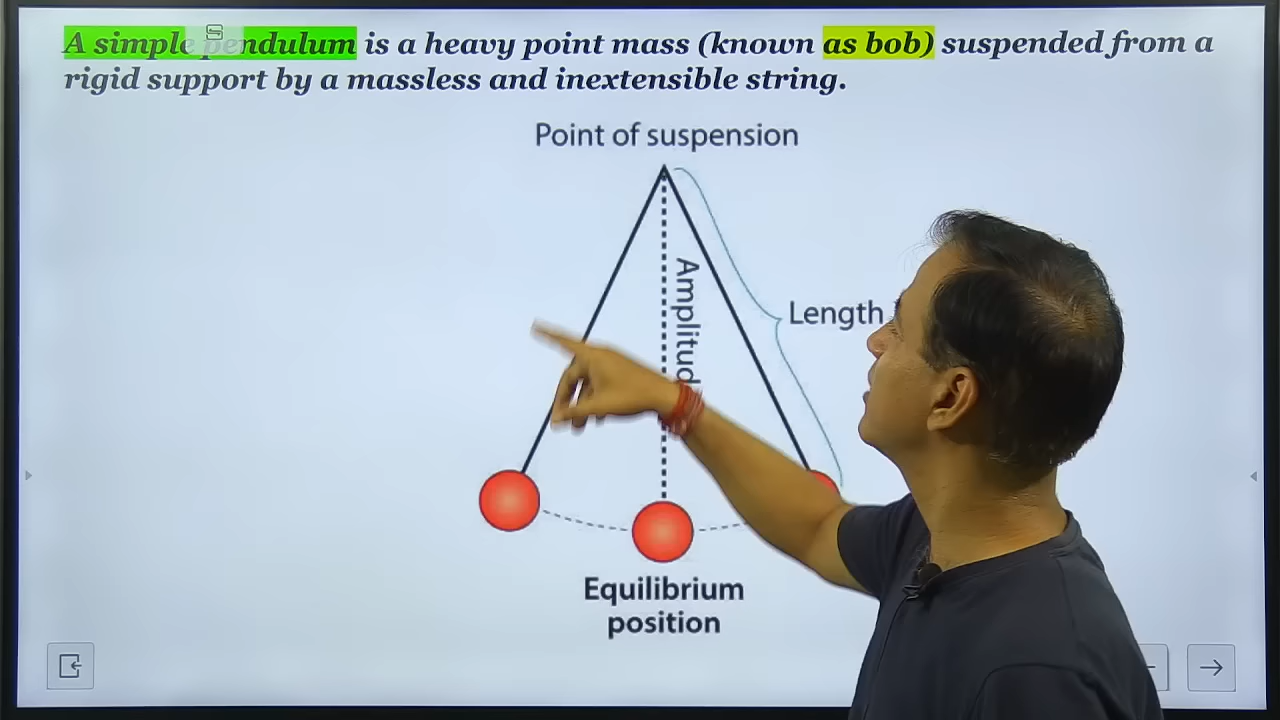 A simple pendulum is a heavy point mass (known as bob) suspended from a
rigid support by a massless and inextensible string.
Point of suspension
Amplitud
Length
Equilibrium
position